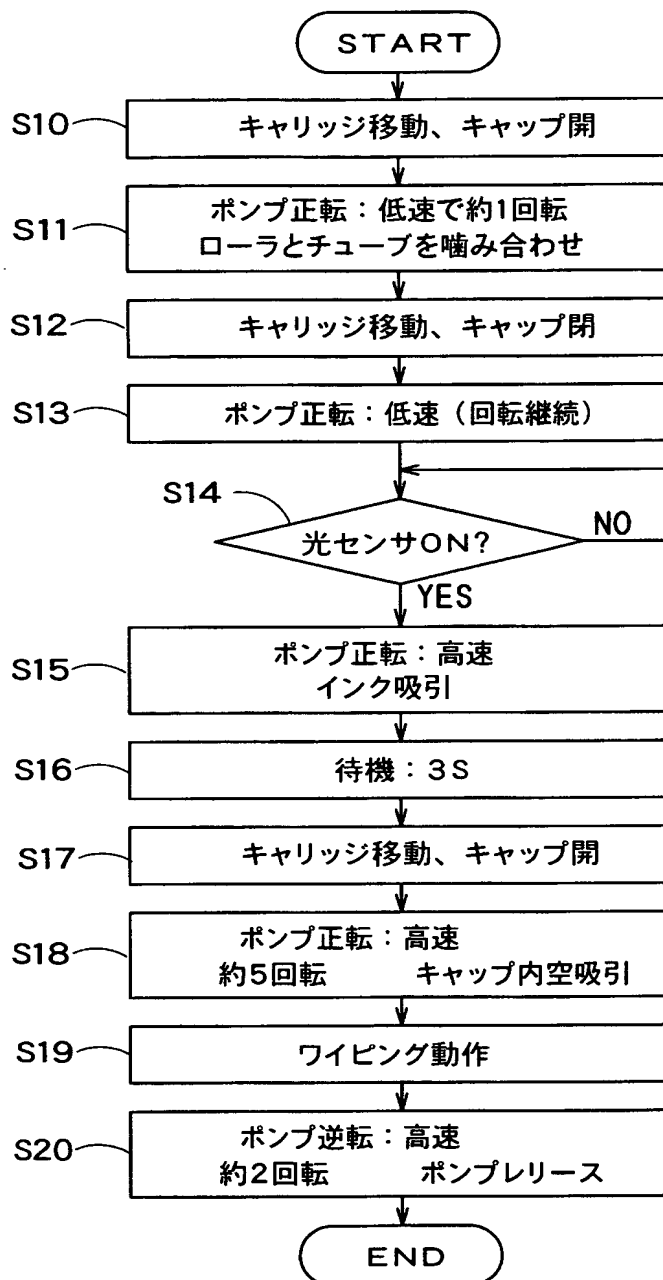 START
S10
キャリッジ移動、キャップ開
S11
ポンプ正転：低速で約1回転
ローラとチューブを噛み合わせ
S12
キャリッジ移動、キャップ閉
S13
ポンプ正転：低速（回転継続）
S14
光センサON?
NO
YES
S15
ポンプ正転：高速
インク吸引
S16
待機：3S
S17
キャリッジ移動、キャップ開
S18
ポンプ正転：高速
約5回転 キャップ内空吸引
S19
ワイピング動作
S20
ポンプ逆転：高速
約2回転 ポンプレリース
END